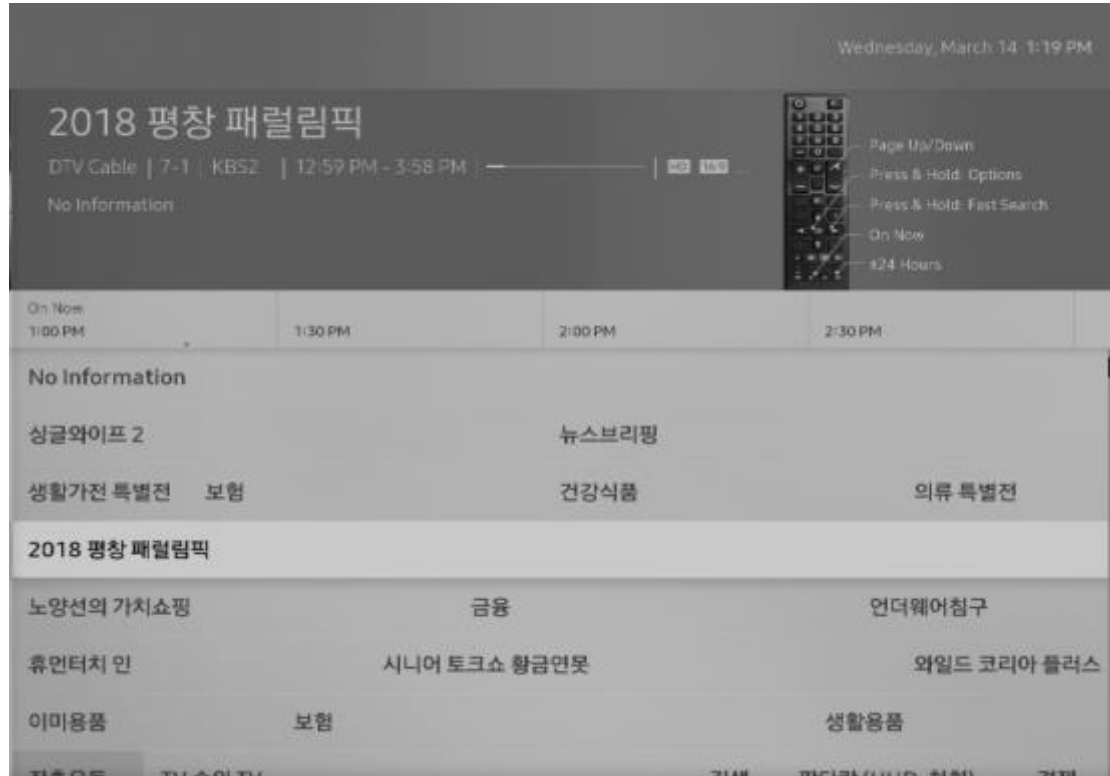 Wednesday, March 14 1:19 PM
2018 평창 패럴림픽
DTV Cable | 7-1 | KBS2 | 12:59 PM - 3:58 PM | HD 16:9 ...
No Information
Page Up/Down
Press & Hold: Options
Press & Hold: Fast Search
On Now
±24 Hours
On Now
1:00 PM 1:30 PM 2:00 PM 2:30 PM
No Information
싱글와이프 2 뉴스브리핑
생활가전 특별전 보험 건강식품 의류 특별전
2018 평창 패럴림픽
노양선의 가치쇼핑 금융 언더웨어침구
휴먼터치 인 시니어 토크쇼 황금연못 와일드 코리아 플러스
이미용품 보험 생활용품